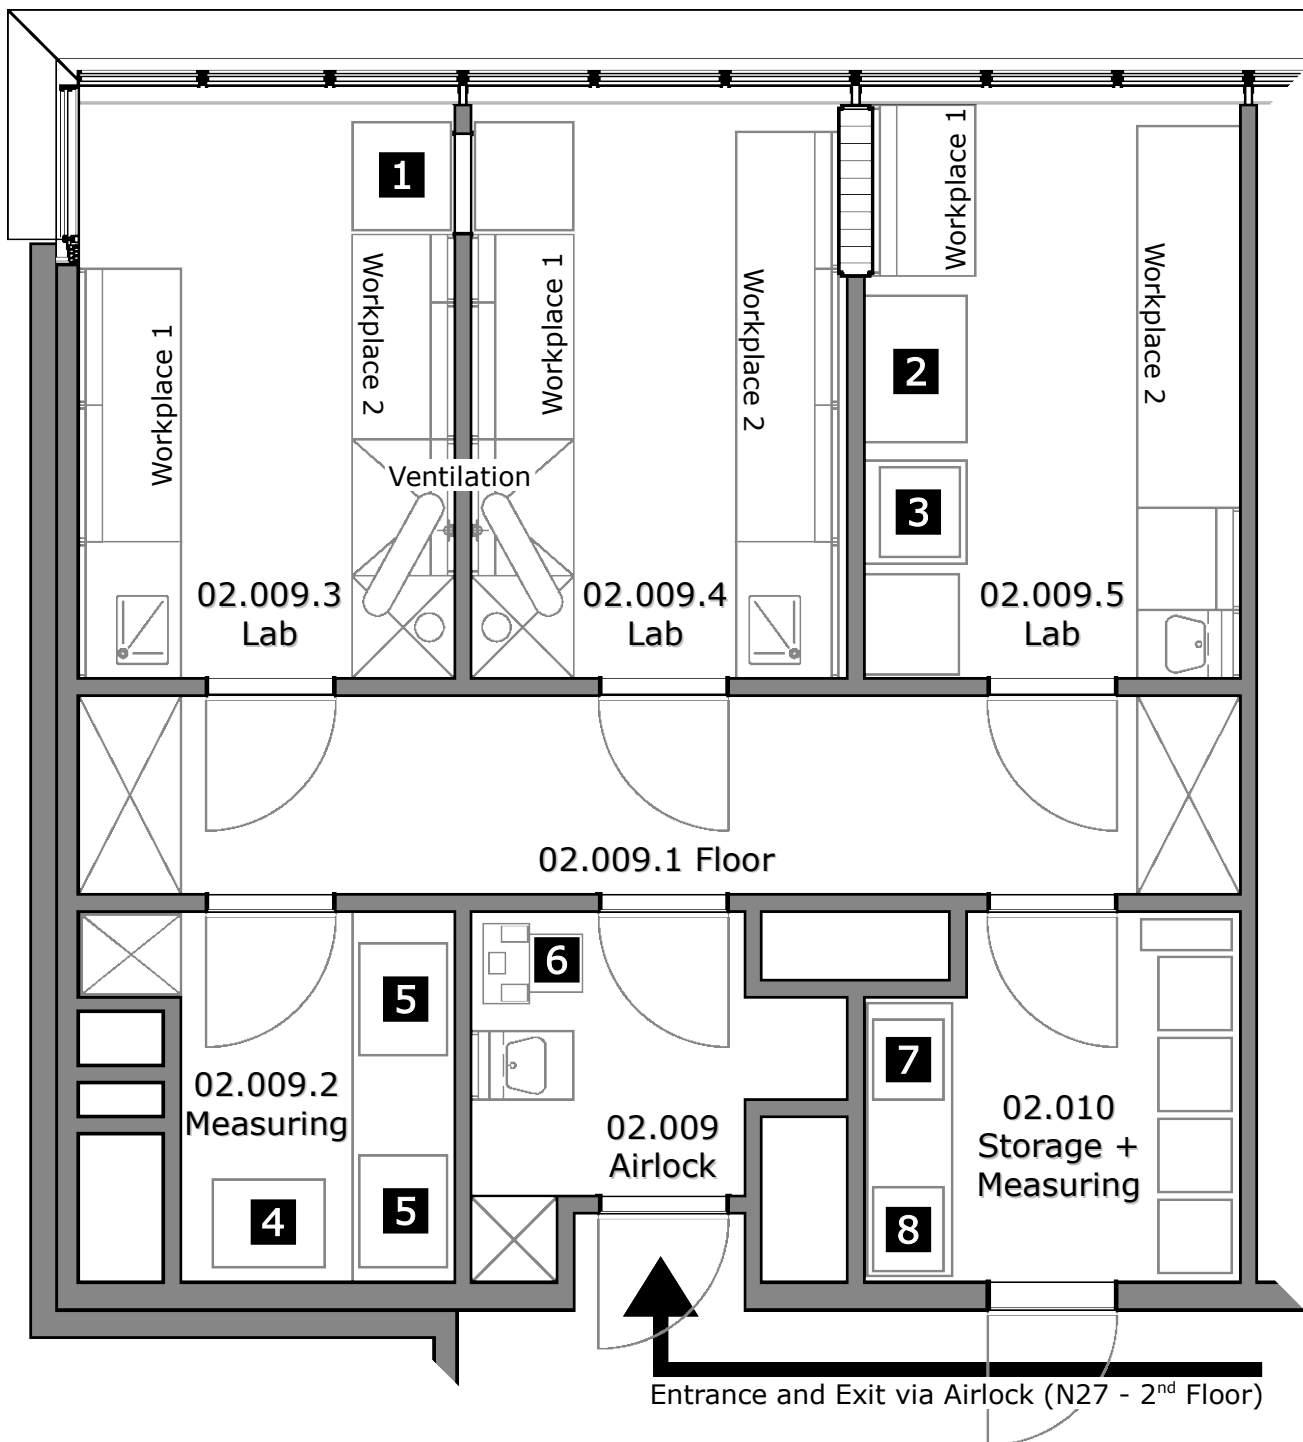 1
Workplace 1
Workplace 2
Workplace 1
Workplace 2
Workplace 1
Workplace 2
2
3
Ventilation
02.009.3
Lab
02.009.4
Lab
02.009.5
Lab
02.009.1 Floor
5
6
02.009.2
Measuring
4
5
02.009
Airlock
7
02.010
Storage +
Measuring
8
Entrance and Exit via Airlock (N27 - 2nd Floor)